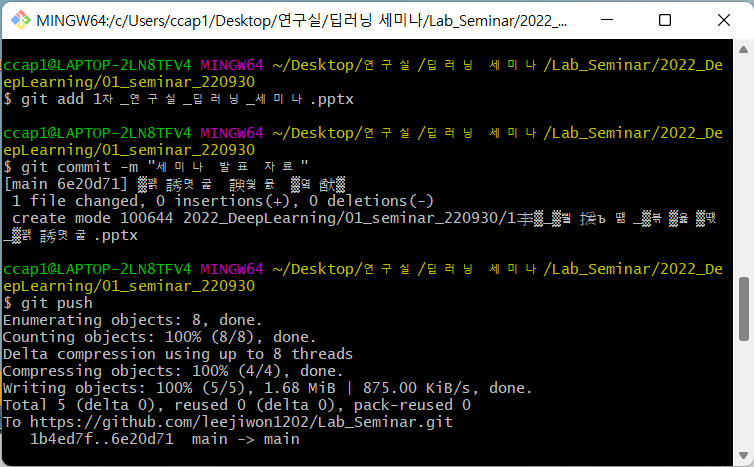 MINGW64:/c/Users/ccap1/Desktop/연구실/딥러닝 세미나/Lab_Seminar/2022_...
ccap1@LAPTOP-2LN8TFV4 MINGW64 ~/Desktop/연구실/딥러닝 세미나/Lab_Seminar/2022_De
epLearning/01_seminar_220930
$ git add 1차_연구실_딥러닝_세미나.pptx
ccap1@LAPTOP-2LN8TFV4 MINGW64 ~/Desktop/연구실/딥러닝 세미나/Lab_Seminar/2022_De
epLearning/01_seminar_220930
$ git commit -m "세미나 발표 자료"
[main 6e20d71]
1 file changed, 0 insertions(+), 0 deletions(-)
create mode 100644 2022_DeepLearning/01_seminar_220930/1
.pptx
ccap1@LAPTOP-2LN8TFV4 MINGW64 ~/Desktop/연구실/딥러닝 세미나/Lab_Seminar/2022_De
epLearning/01_seminar_220930
$ git push
Enumerating objects: 8, done.
Counting objects: 100% (8/8), done.
Delta compression using up to 8 threads
Compressing objects: 100% (4/4), done.
Writing objects: 100% (5/5), 1.68 MiB | 875.00 KiB/s, done.
Total 5 (delta 0), reused 0 (delta 0), pack-reused 0
To https://github.com/leejiwon1202/Lab_Seminar.git
1b4ed7f..6e20d71  main -> main